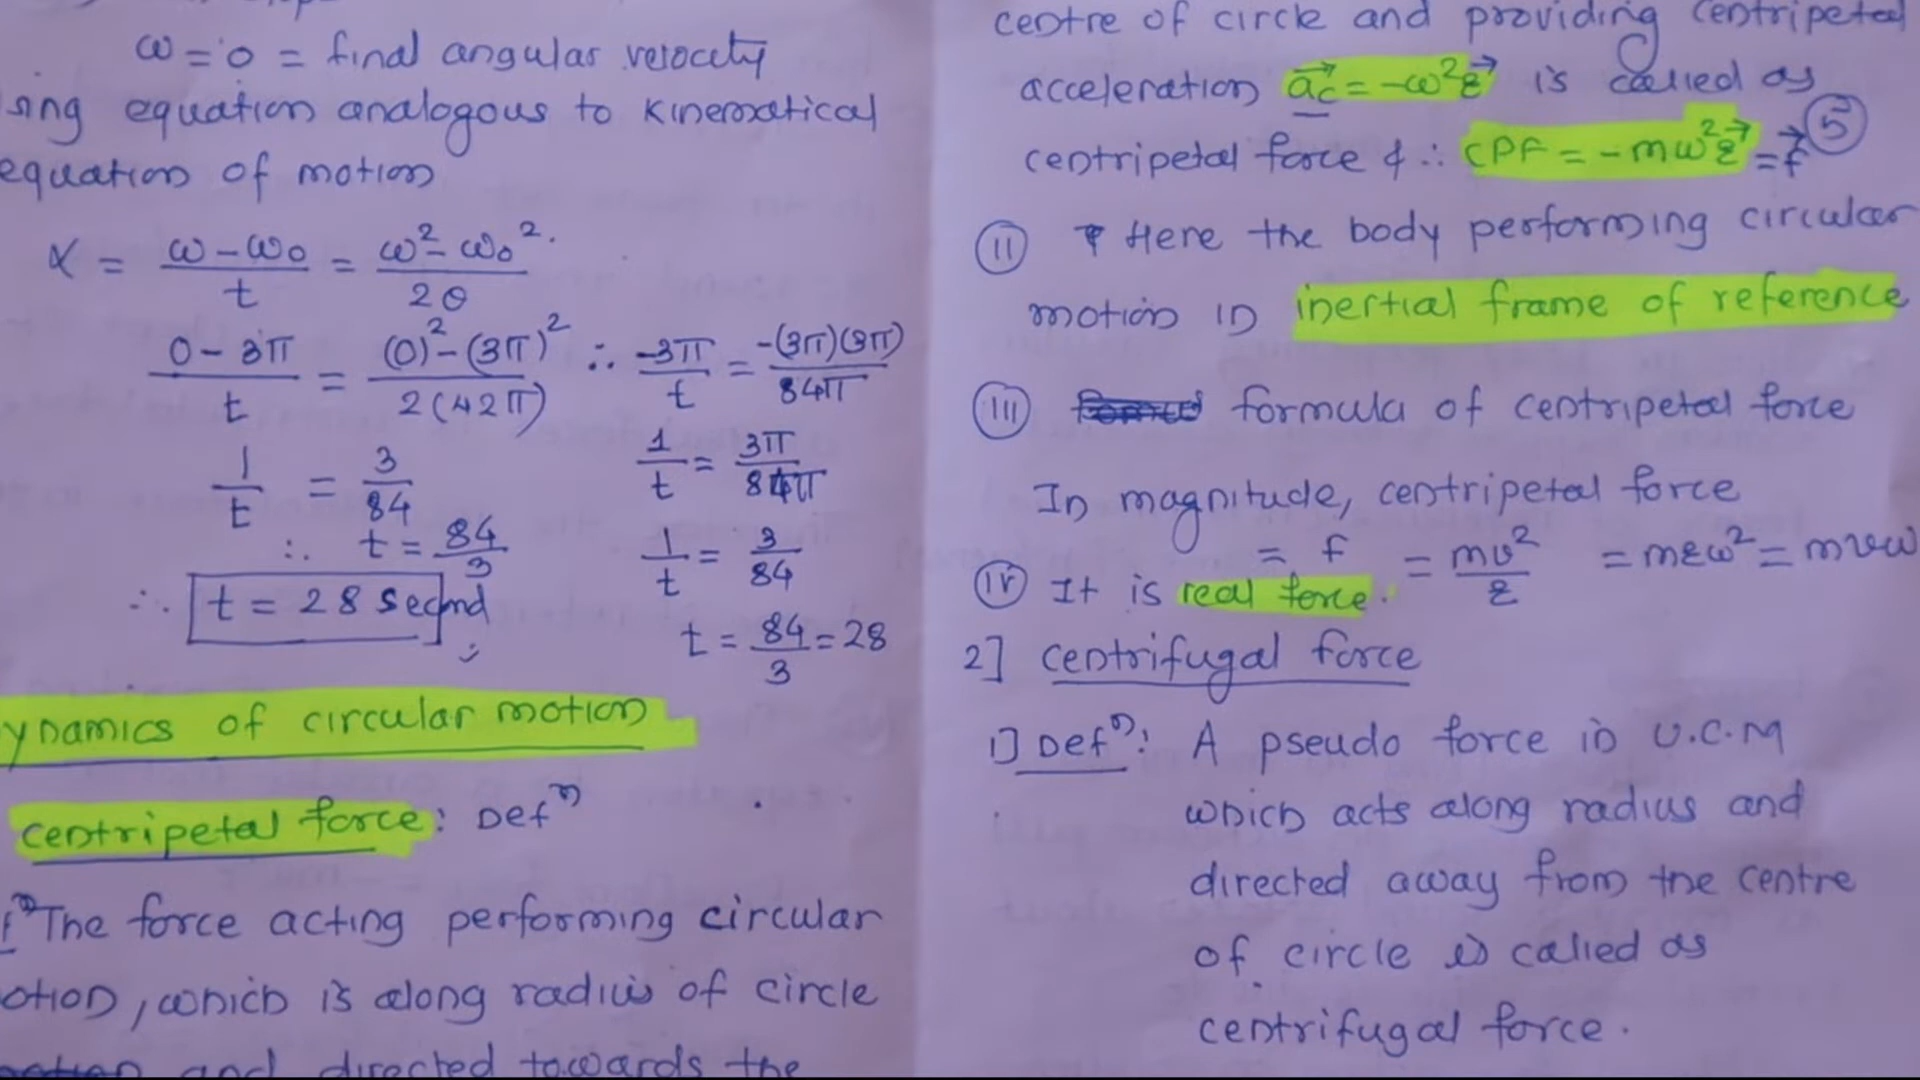 ω = 0 = final angular velocity
sing equation analogous to kinematical
equation of motion
α = (ω - ω₀)/t = (ω² - ω₀²)/2θ
(0 - 3π)/t = ((0)² - (3π)²)/2(42π) ∴ -3π/t = -(3π)(3π)/84π
1/t = 3/84
1/t = 3π/84π
∴ t = 84/3
1/t = 3/84
∴ t = 28 second
t = 84/3 = 28
ynamics of circular motion
centripetal force: Defⁿ
The force acting performing circular
otion, which is along radius of circle
and directed towards the
centre of circle and providing centripetal
acceleration a⃗c = -ω²r⃗ is called as
centripetal force & ∴ CPF = -mω²r⃗ = f⃗
5
(II) Here the body performing circular
motion in inertial frame of reference
(III) formula of centripetal force
In magnitude, centripetal force
= f = mv²/r = mrω² = mvω
(IV) It is real force.
2] centrifugal force
1] Defⁿ: A pseudo force in U.C.M
which acts along radius and
directed away from the centre
of circle is called as
centrifugal force.